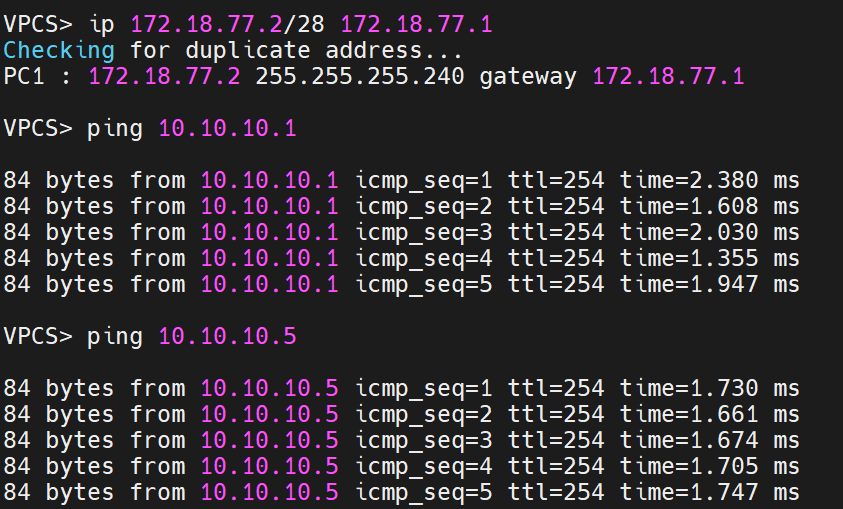 VPCS> ip 172.18.77.2/28 172.18.77.1
Checking for duplicate address...
PC1 : 172.18.77.2 255.255.255.240 gateway 172.18.77.1
VPCS> ping 10.10.10.1
84 bytes from 10.10.10.1 icmp_seq=1 ttl=254 time=2.380 ms
84 bytes from 10.10.10.1 icmp_seq=2 ttl=254 time=1.608 ms
84 bytes from 10.10.10.1 icmp_seq=3 ttl=254 time=2.030 ms
84 bytes from 10.10.10.1 icmp_seq=4 ttl=254 time=1.355 ms
84 bytes from 10.10.10.1 icmp_seq=5 ttl=254 time=1.947 ms
VPCS> ping 10.10.10.5
84 bytes from 10.10.10.5 icmp_seq=1 ttl=254 time=1.730 ms
84 bytes from 10.10.10.5 icmp_seq=2 ttl=254 time=1.661 ms
84 bytes from 10.10.10.5 icmp_seq=3 ttl=254 time=1.674 ms
84 bytes from 10.10.10.5 icmp_seq=4 ttl=254 time=1.705 ms
84 bytes from 10.10.10.5 icmp_seq=5 ttl=254 time=1.747 ms